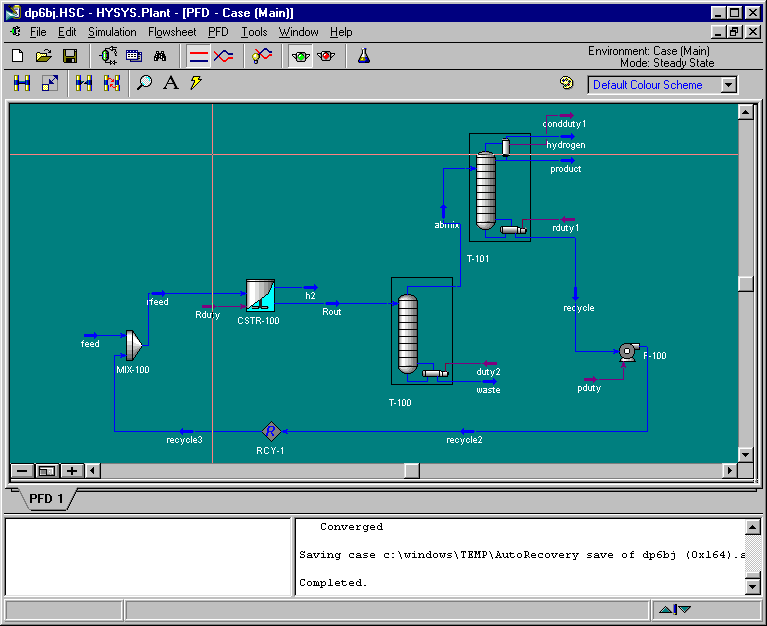 dp6bj.HSC - HYSYS.Plant - [PFD - Case (Main)]
File Edit Simulation Flowsheet PFD Tools Window Help
Environment: Case (Main)
Mode: Steady State
A
Default Colour Scheme
condduty1
hydrogen
product
abmix
rduty1
T-101
rfeed
h2
recycle
Rduty
Rout
CSTR-100
feed
P-100
MIX-100
duty2
pduty
waste
T-100
R
recycle3
recycle2
RCY-1
PFD 1
Converged
Saving case c:\windows\TEMP\AutoRecovery save of dp6bj (0x164).a
Completed.